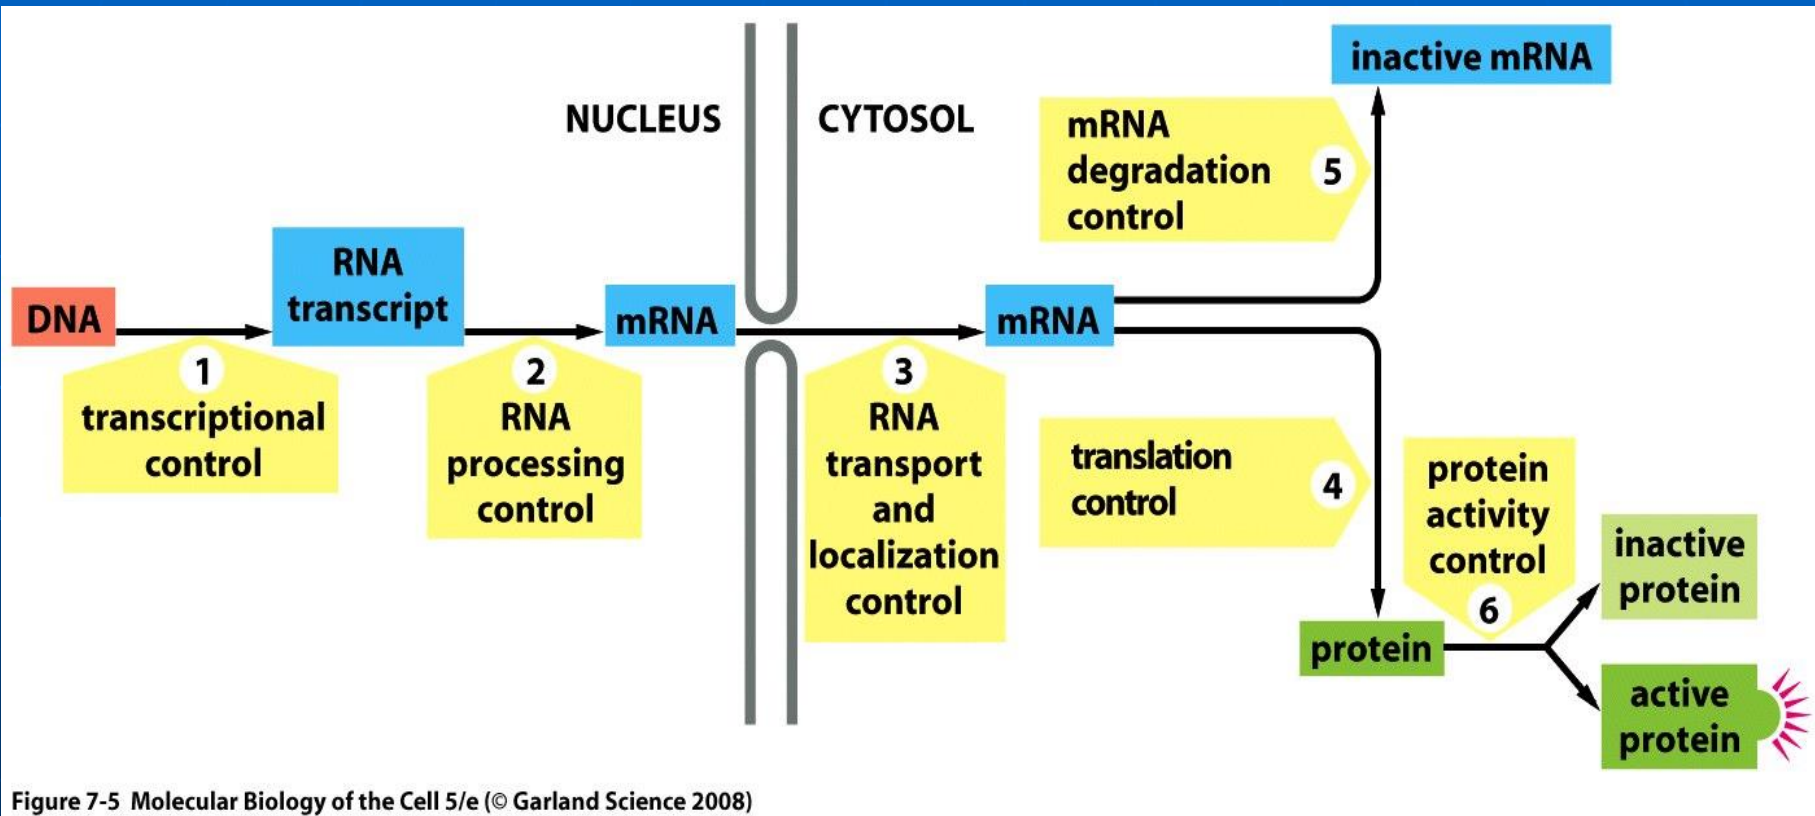 NUCLEUS
CYTOSOL
inactive mRNA
mRNA
degradation
control
5
DNA
RNA
transcript
mRNA
mRNA
1
transcriptional
control
2
RNA
processing
control
3
RNA
transport
and
localization
control
translation
control
4
protein
activity
control
6
protein
inactive
protein
active
protein
Figure 7-5 Molecular Biology of the Cell 5/e (© Garland Science 2008)